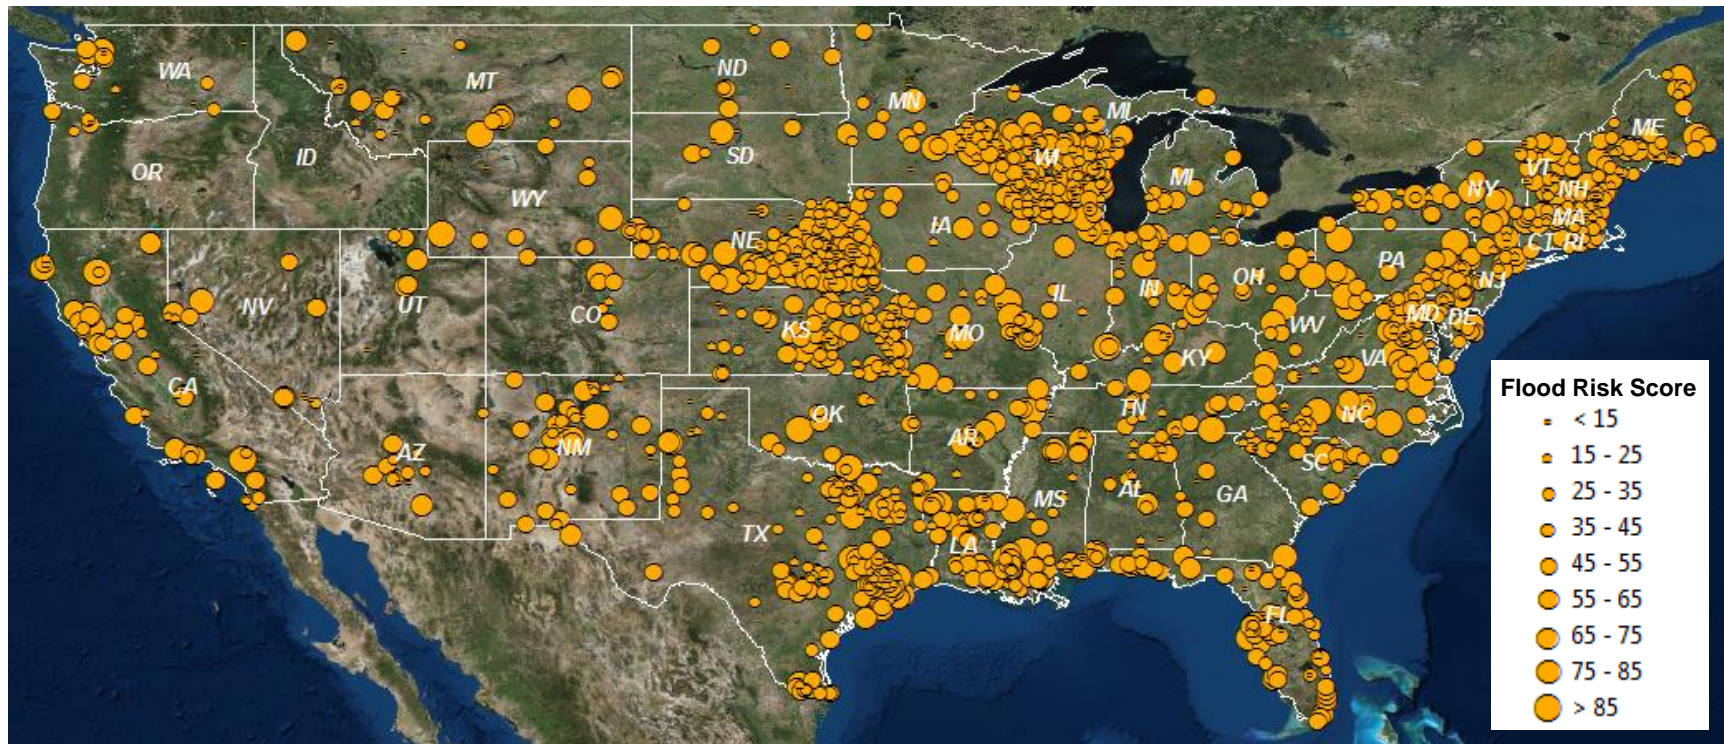 WA
MT
ND
MN
MI
ME
OR
ID
SD
WI
MI
VT
NH
NY
WY
MA
NE
IA
CT RI
PA
OH
NJ
NV
UT
CO
IL
IN
KS
MO
WV
MD
DE
KY
VA
CA
OK
TN
NC
AZ
NM
AR
SC
MS
AL
GA
TX
LA
FL
Flood Risk Score
< 15
15 - 25
25 - 35
35 - 45
45 - 55
55 - 65
65 - 75
75 - 85
> 85